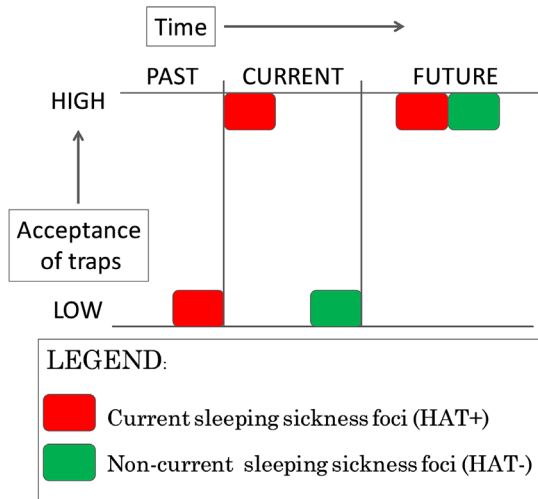 Time
PAST CURRENT FUTURE
HIGH
Acceptance
of traps
LOW
LEGEND:
Current sleeping sickness foci (HAT+)
Non-current sleeping sickness foci (HAT-)